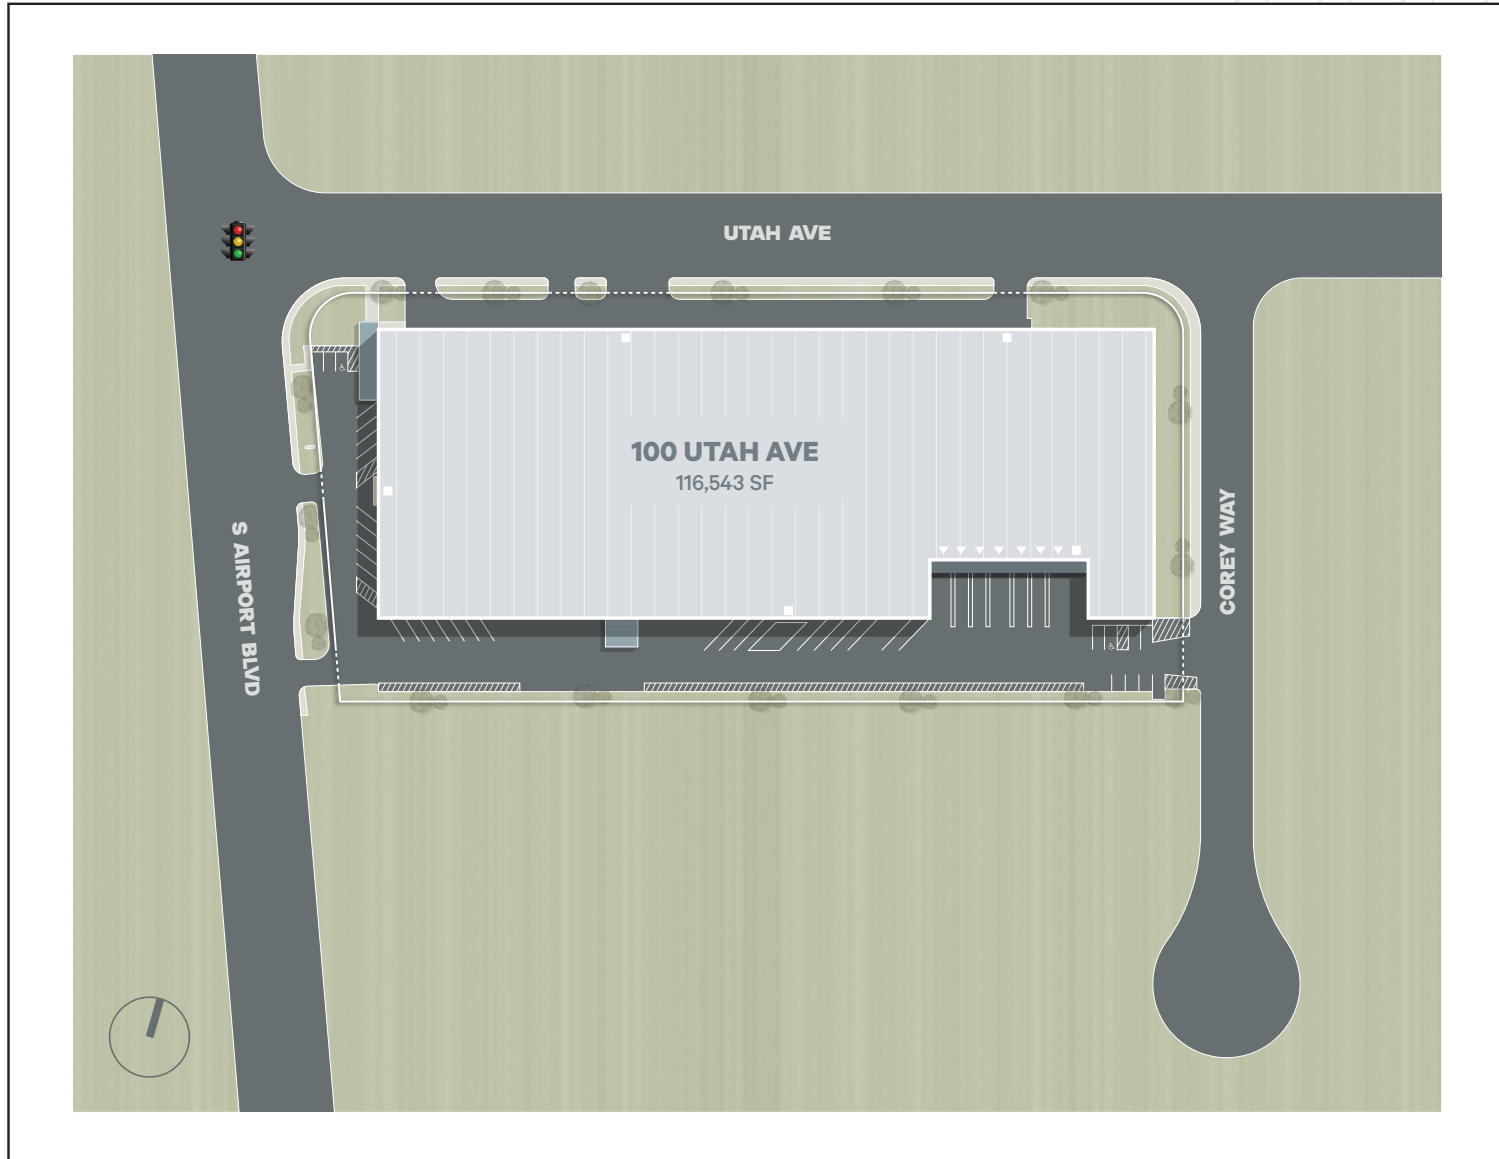 UTAH AVE
100 UTAH AVE
116,543 SF
S AIRPORT BLVD
COREY WAY